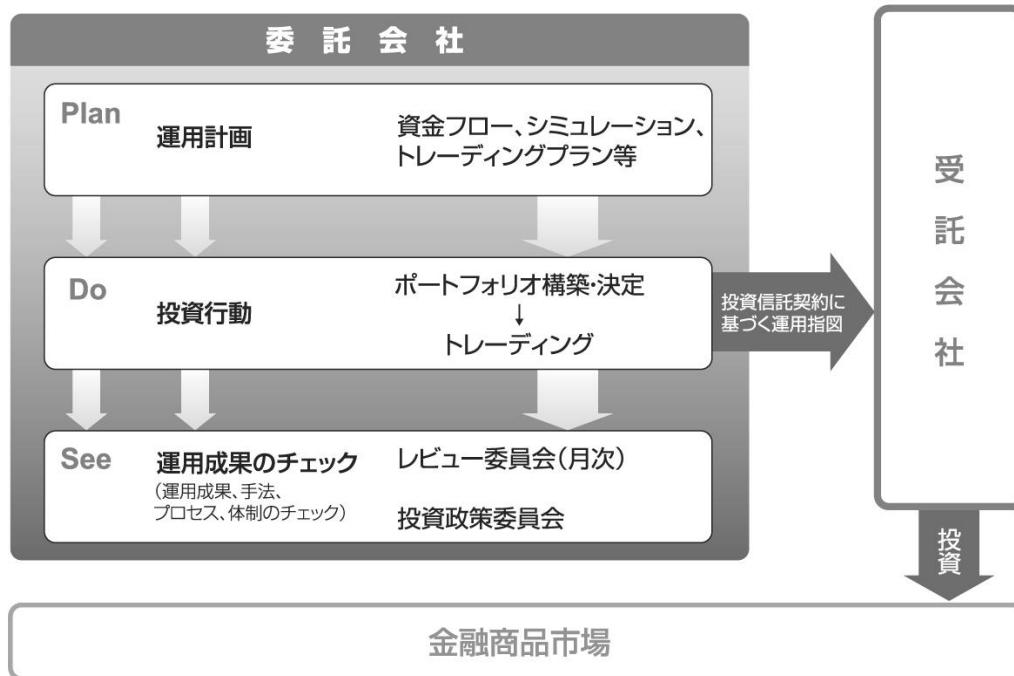 委託会社
Plan
運用計画
資金フロー、シミュレーション、
トレーディングプラン等
Do
投資行動
ポートフォリオ構築・決定
↓
トレーディング
投資信託契約に
基づく運用指図
See
運用成果のチェック
(運用成果、手法、
プロセス、体制のチェック)
レビュー委員会(月次)
投資政策委員会
受託会社
投資
金融商品市場